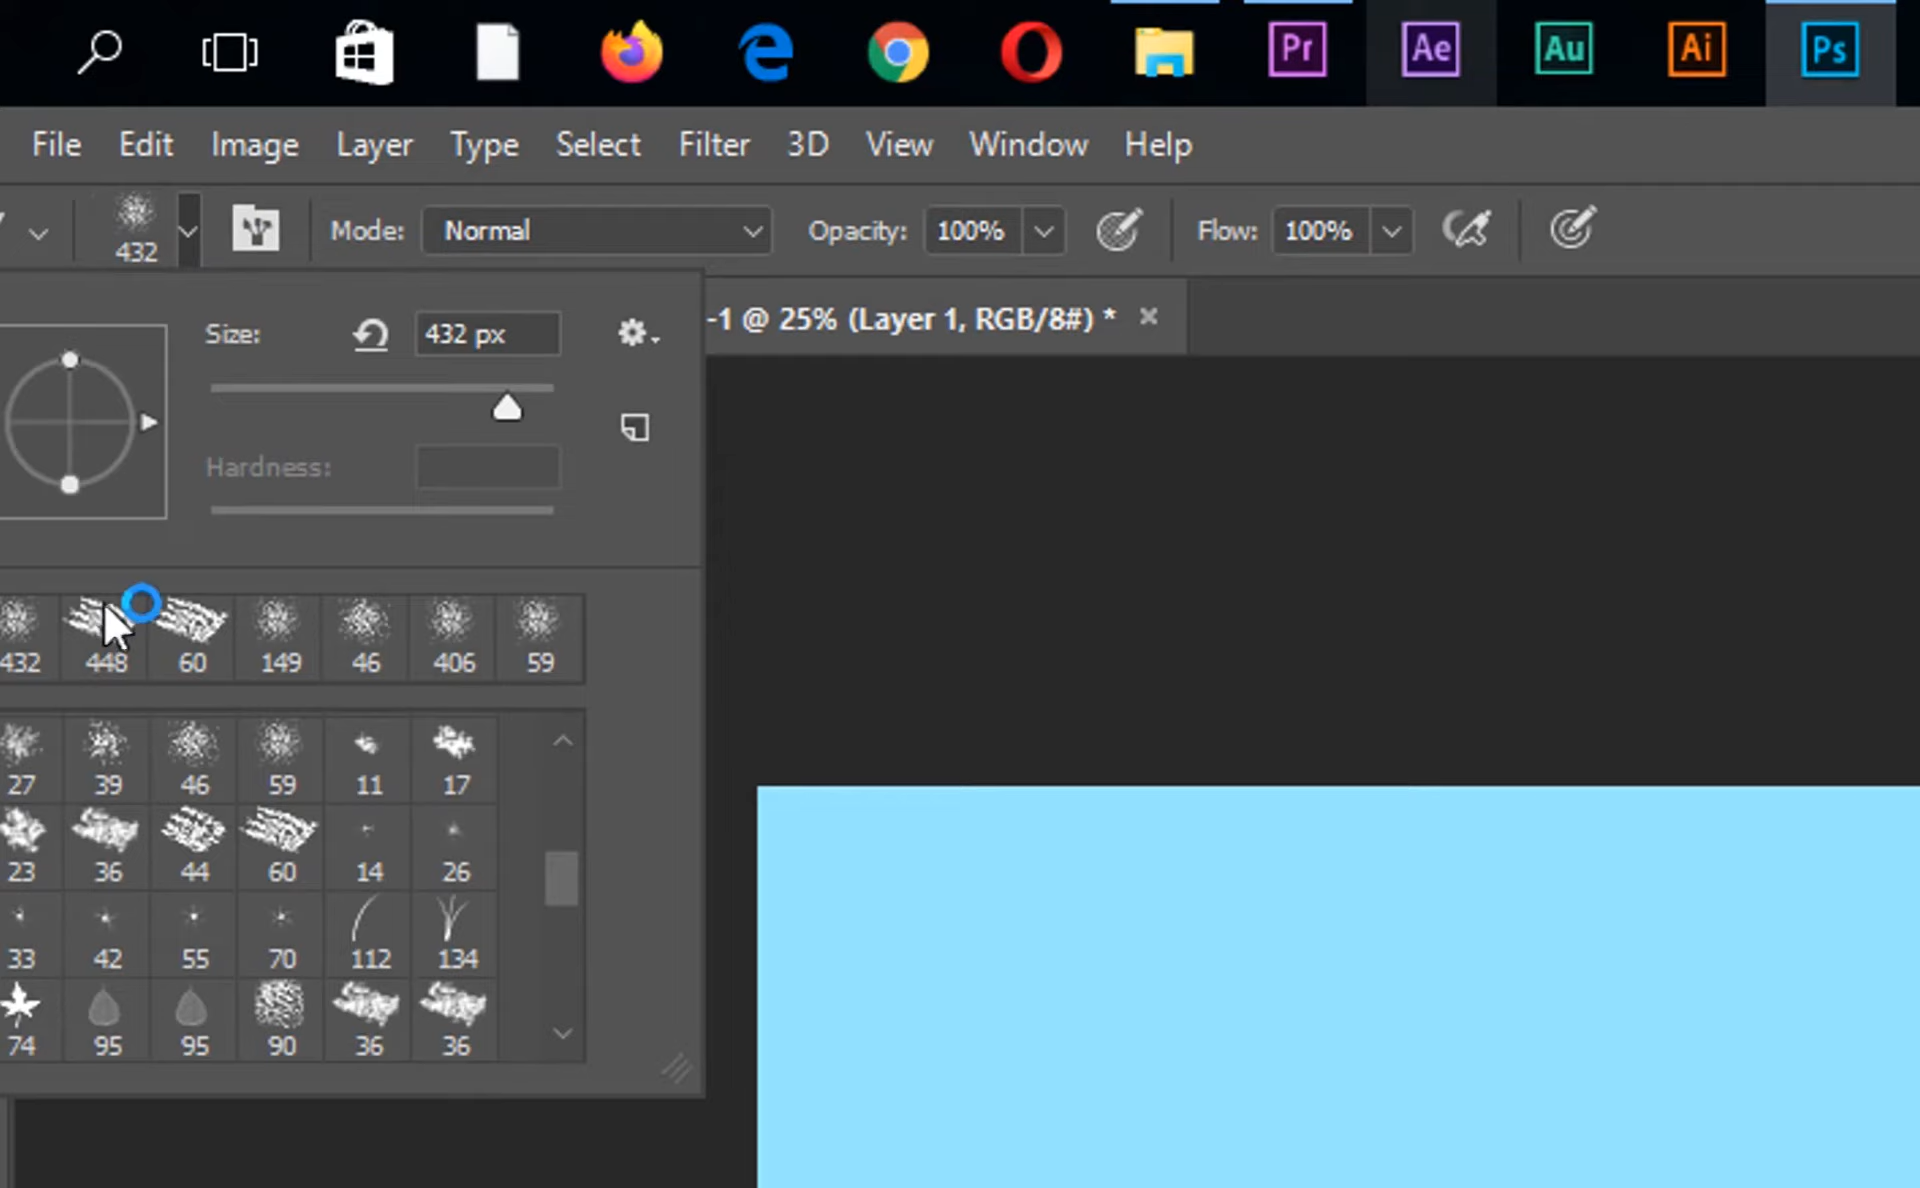 Pr Ae Au Ai Ps
File Edit Image Layer Type Select Filter 3D View Window Help
432 Mode: Normal Opacity: 100% Flow: 100%
-1 @ 25% (Layer 1, RGB/8#) * ×
Size: 432 px
Hardness:
432 448 60 149 46 406 59
27 39 46 59 11 17
23 36 44 60 14 26
33 42 55 70 112 134
74 95 95 90 36 36